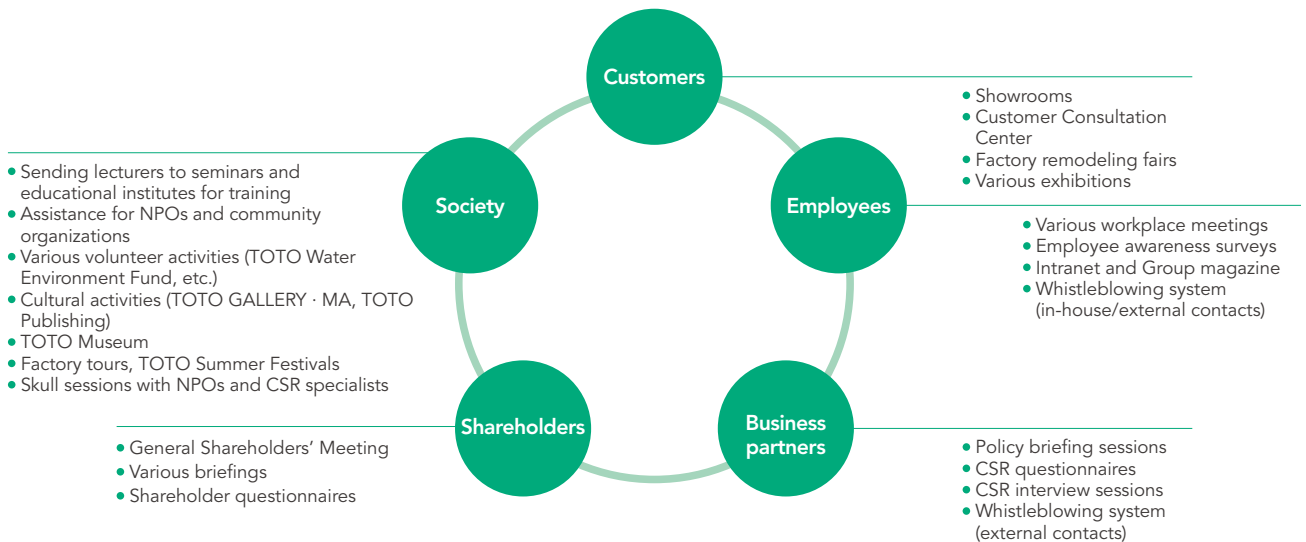 Customers
• Showrooms
• Customer Consultation
Center
• Factory remodeling fairs
• Various exhibitions
Employees
• Various workplace meetings
• Employee awareness surveys
• Intranet and Group magazine
• Whistleblowing system
(in-house/external contacts)
Business
partners
• Policy briefing sessions
• CSR questionnaires
• CSR interview sessions
• Whistleblowing system
(external contacts)
Shareholders
• General Shareholders’ Meeting
• Various briefings
• Shareholder questionnaires
Society
• Sending lecturers to seminars and
educational institutes for training
• Assistance for NPOs and community
organizations
• Various volunteer activities (TOTO Water
Environment Fund, etc.)
• Cultural activities (TOTO GALLERY · MA, TOTO
Publishing)
• TOTO Museum
• Factory tours, TOTO Summer Festivals
• Skull sessions with NPOs and CSR specialists